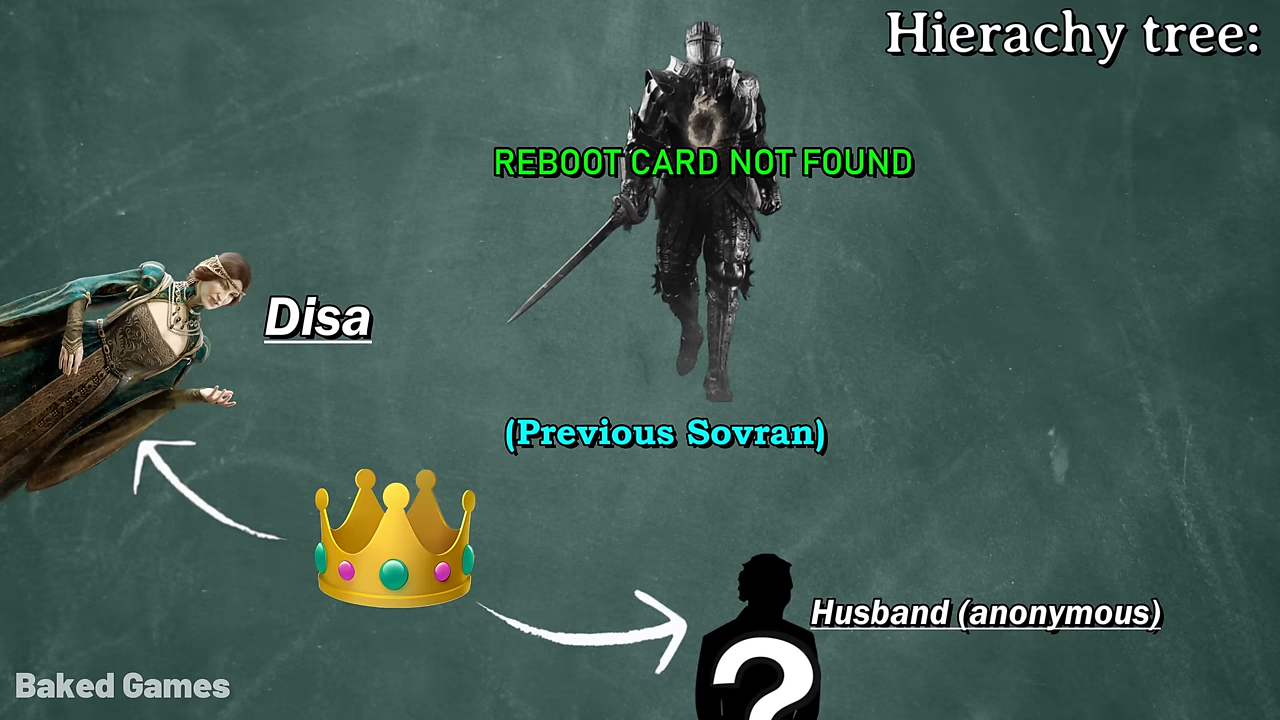 Hierachy tree:
REBOOT CARD NOT FOUND
Disa
(Previous Sovran)
Husband (anonymous)
?
Baked Games